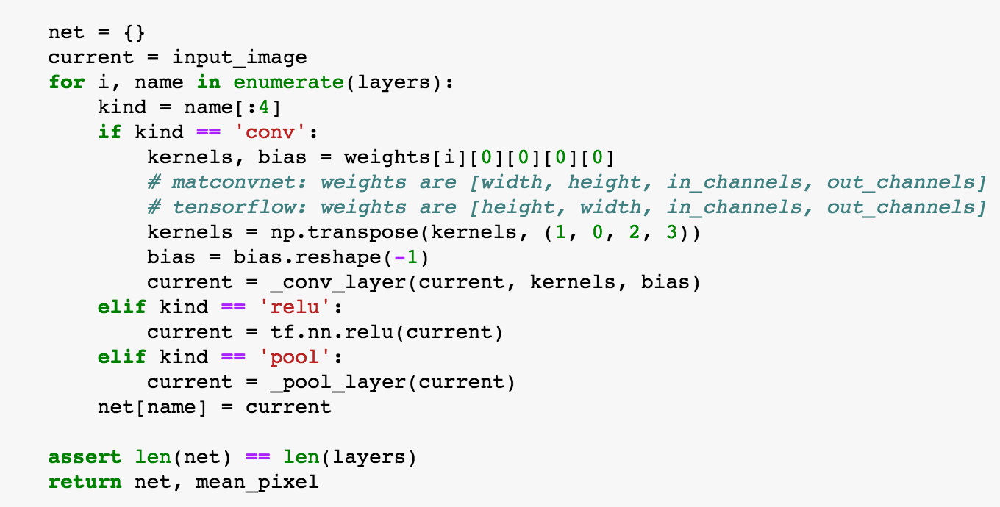 net = {}
current = input_image
for i, name in enumerate(layers):
    kind = name[:4]
    if kind == 'conv':
        kernels, bias = weights[i][0][0][0][0]
        # matconvnet: weights are [width, height, in_channels, out_channels]
        # tensorflow: weights are [height, width, in_channels, out_channels]
        kernels = np.transpose(kernels, (1, 0, 2, 3))
        bias = bias.reshape(-1)
        current = _conv_layer(current, kernels, bias)
    elif kind == 'relu':
        current = tf.nn.relu(current)
    elif kind == 'pool':
        current = _pool_layer(current)
    net[name] = current

assert len(net) == len(layers)
return net, mean_pixel